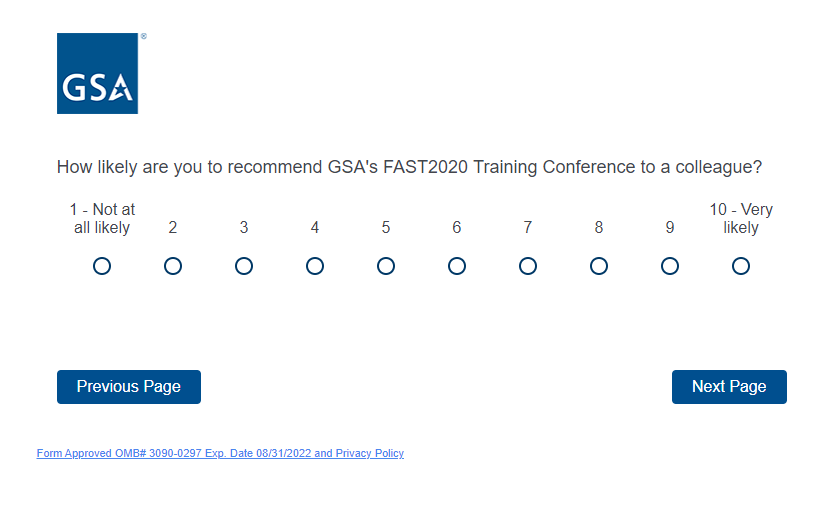 ®
GSA
How likely are you to recommend GSA's FAST2020 Training Conference to a colleague?
1 - Not at all likely
2
3
4
5
6
7
8
9
10 - Very likely
Previous Page
Next Page
Form Approved OMB# 3090-0297 Exp. Date 08/31/2022 and Privacy Policy